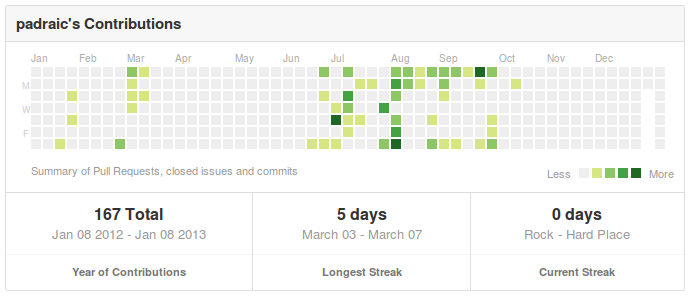 padraic's Contributions
Jan Feb Mar Apr May Jun Jul Aug Sep Oct Nov Dec
M
W
F
Summary of Pull Requests, closed issues and commits
Less More
167 Total 5 days 0 days
Jan 08 2012 - Jan 08 2013 March 03 - March 07 Rock - Hard Place
Year of Contributions Longest Streak Current Streak